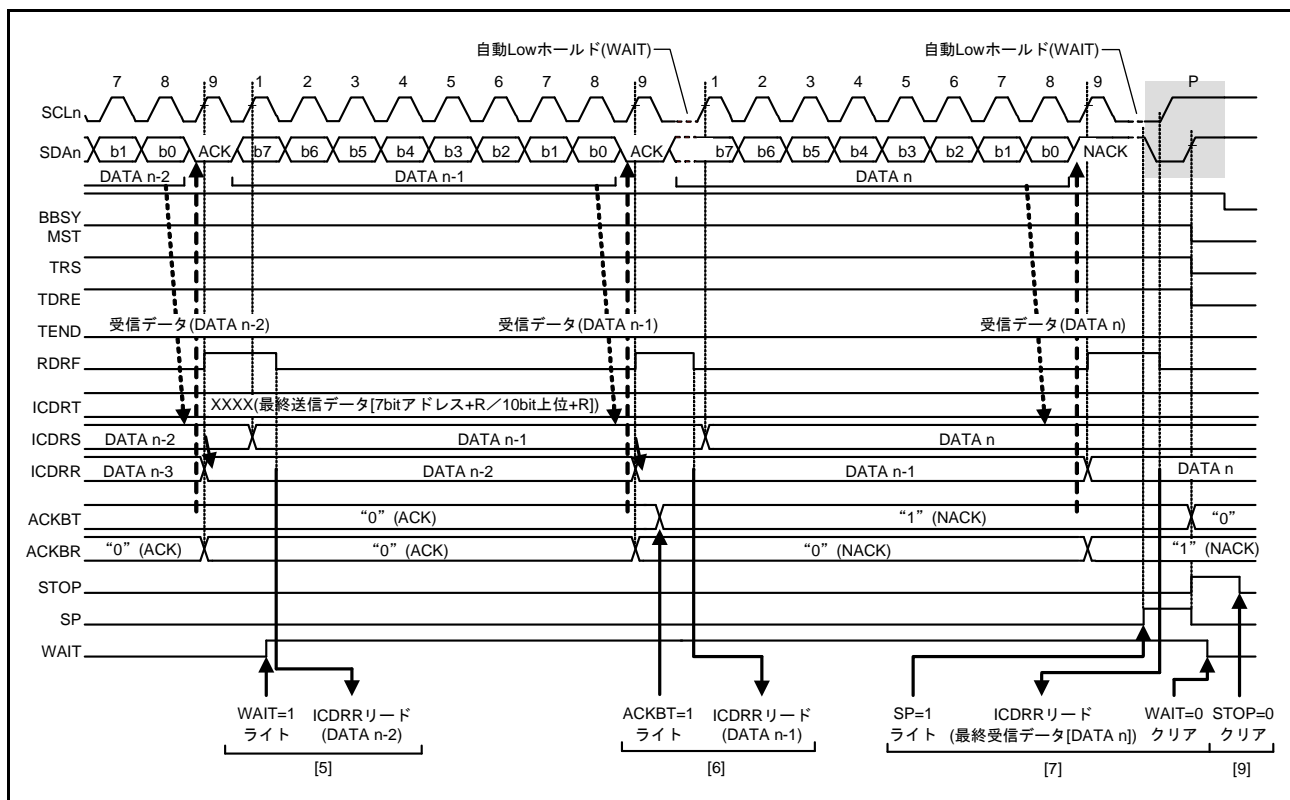 自動Lowホールド(WAIT) 自動Lowホールド(WAIT)
7 8 9 1 2 3 4 5 6 7 8 9 1 2 3 4 5 6 7 8 9 P
SCLn
SDAn b1 b0 ACK b7 b6 b5 b4 b3 b2 b1 b0 ACK b7 b6 b5 b4 b3 b2 b1 b0 NACK
DATA n-2 DATA n-1 DATA n
BBSY
MST
TRS
TDRE
TEND 受信データ(DATA n-2) 受信データ(DATA n-1) 受信データ(DATA n)
RDRF
ICDRT XXXX(最終送信データ[7bitアドレス+R/10bit上位+R])
ICDRS DATA n-2 DATA n-1 DATA n
ICDRR DATA n-3 DATA n-2 DATA n-1 DATA n
ACKBT “0” (ACK) “1” (NACK) “0”
ACKBR “0” (ACK) “0” (ACK) “0” (NACK) “1” (NACK)
STOP
SP
WAIT
WAIT=1 ICDRRリード ACKBT=1 ICDRRリード SP=1 ICDRRリード WAIT=0 STOP=0
ライト (DATA n-2) ライト (DATA n-1) ライト (最終受信データ[DATA n]) クリア クリア
[5] [6] [7] [9]